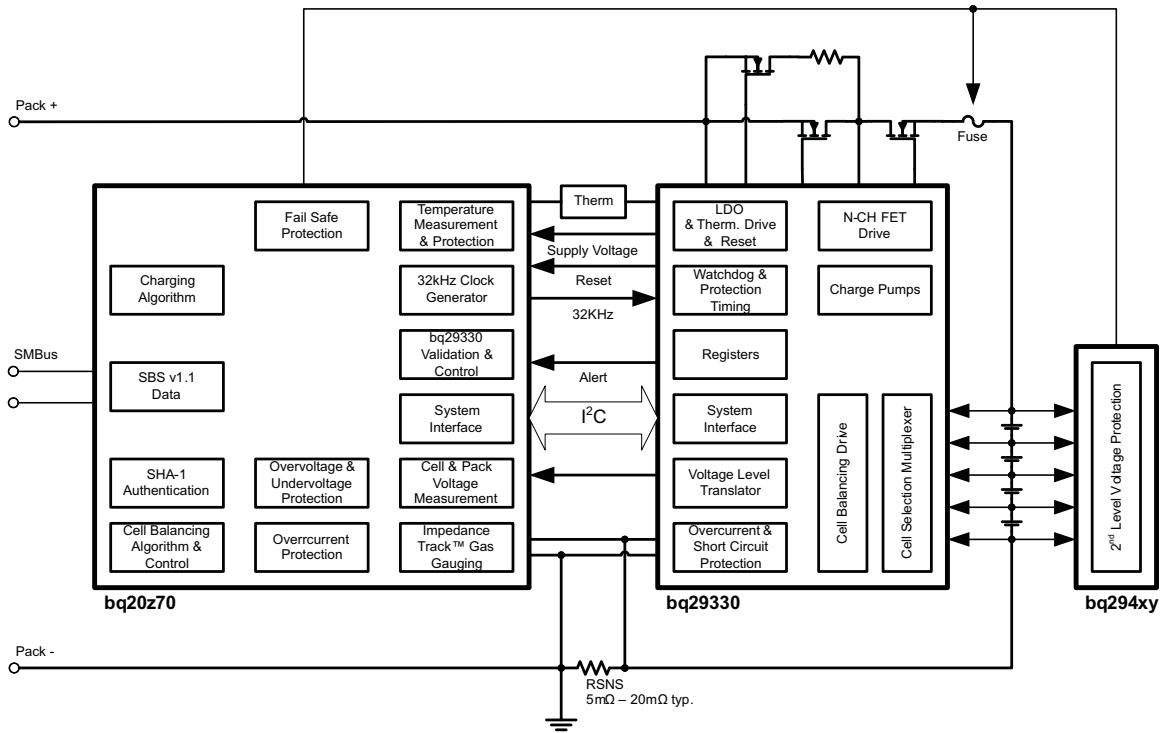 Pack +
Fuse
Therm
Fail Safe
Protection
Temperature
Measurement
& Protection
LDO
& Therm. Drive
& Reset
N-CH FET
Drive
Supply Voltage
Charging
Algorithm
32kHz Clock
Generator
Reset
32KHz
Watchdog &
Protection
Timing
Charge Pumps
SMBus
SBS v1.1
Data
bq29330
Validation &
Control
Alert
Registers
System
Interface
I²C
System
Interface
Cell Balancing Drive
Cell Selection Multiplexer
2nd Level Voltage Protection
SHA-1
Authentication
Overvoltage &
Undervoltage
Protection
Cell & Pack
Voltage
Measurement
Voltage Level
Translator
Cell Balancing
Algorithm &
Control
Overrcurrent
Protection
Impedance
Track™ Gas
Gauging
Overcurrent &
Short Circuit
Protection
bq20z70
bq29330
bq294xy
Pack -
RSNS
5mΩ – 20mΩ typ.